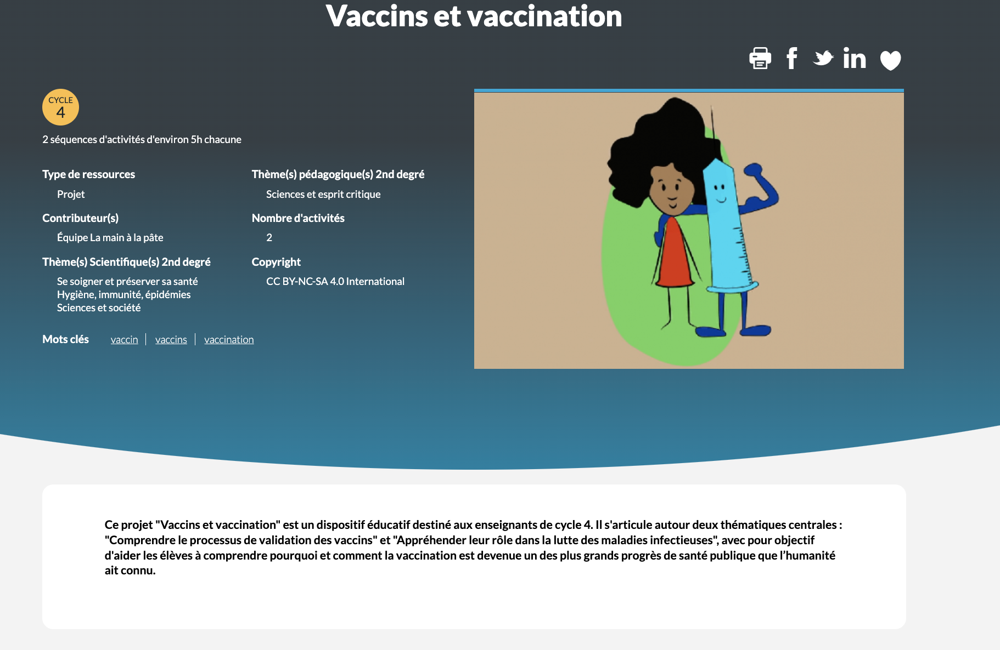 Vaccins et vaccination
CYCLE
4
2 séquences d'activités d'environ 5h chacune
Type de ressources
Projet
Contributeur(s)
Équipe La main à la pâte
Thème(s) Scientifique(s) 2nd degré
Se soigner et préserver sa santé
Hygiène, immunité, épidémies
Sciences et société
Thème(s) pédagogique(s) 2nd degré
Sciences et esprit critique
Nombre d'activités
2
Copyright
CC BY-NC-SA 4.0 International
Mots clés vaccin vaccins vaccination
Ce projet "Vaccins et vaccination" est un dispositif éducatif destiné aux enseignants de cycle 4. Il s'articule autour deux thématiques centrales :
"Comprendre le processus de validation des vaccins" et "Appréhender leur rôle dans la lutte des maladies infectieuses", avec pour objectif
d'aider les élèves à comprendre pourquoi et comment la vaccination est devenue un des plus grands progrès de santé publique que l’humanité
ait connu.